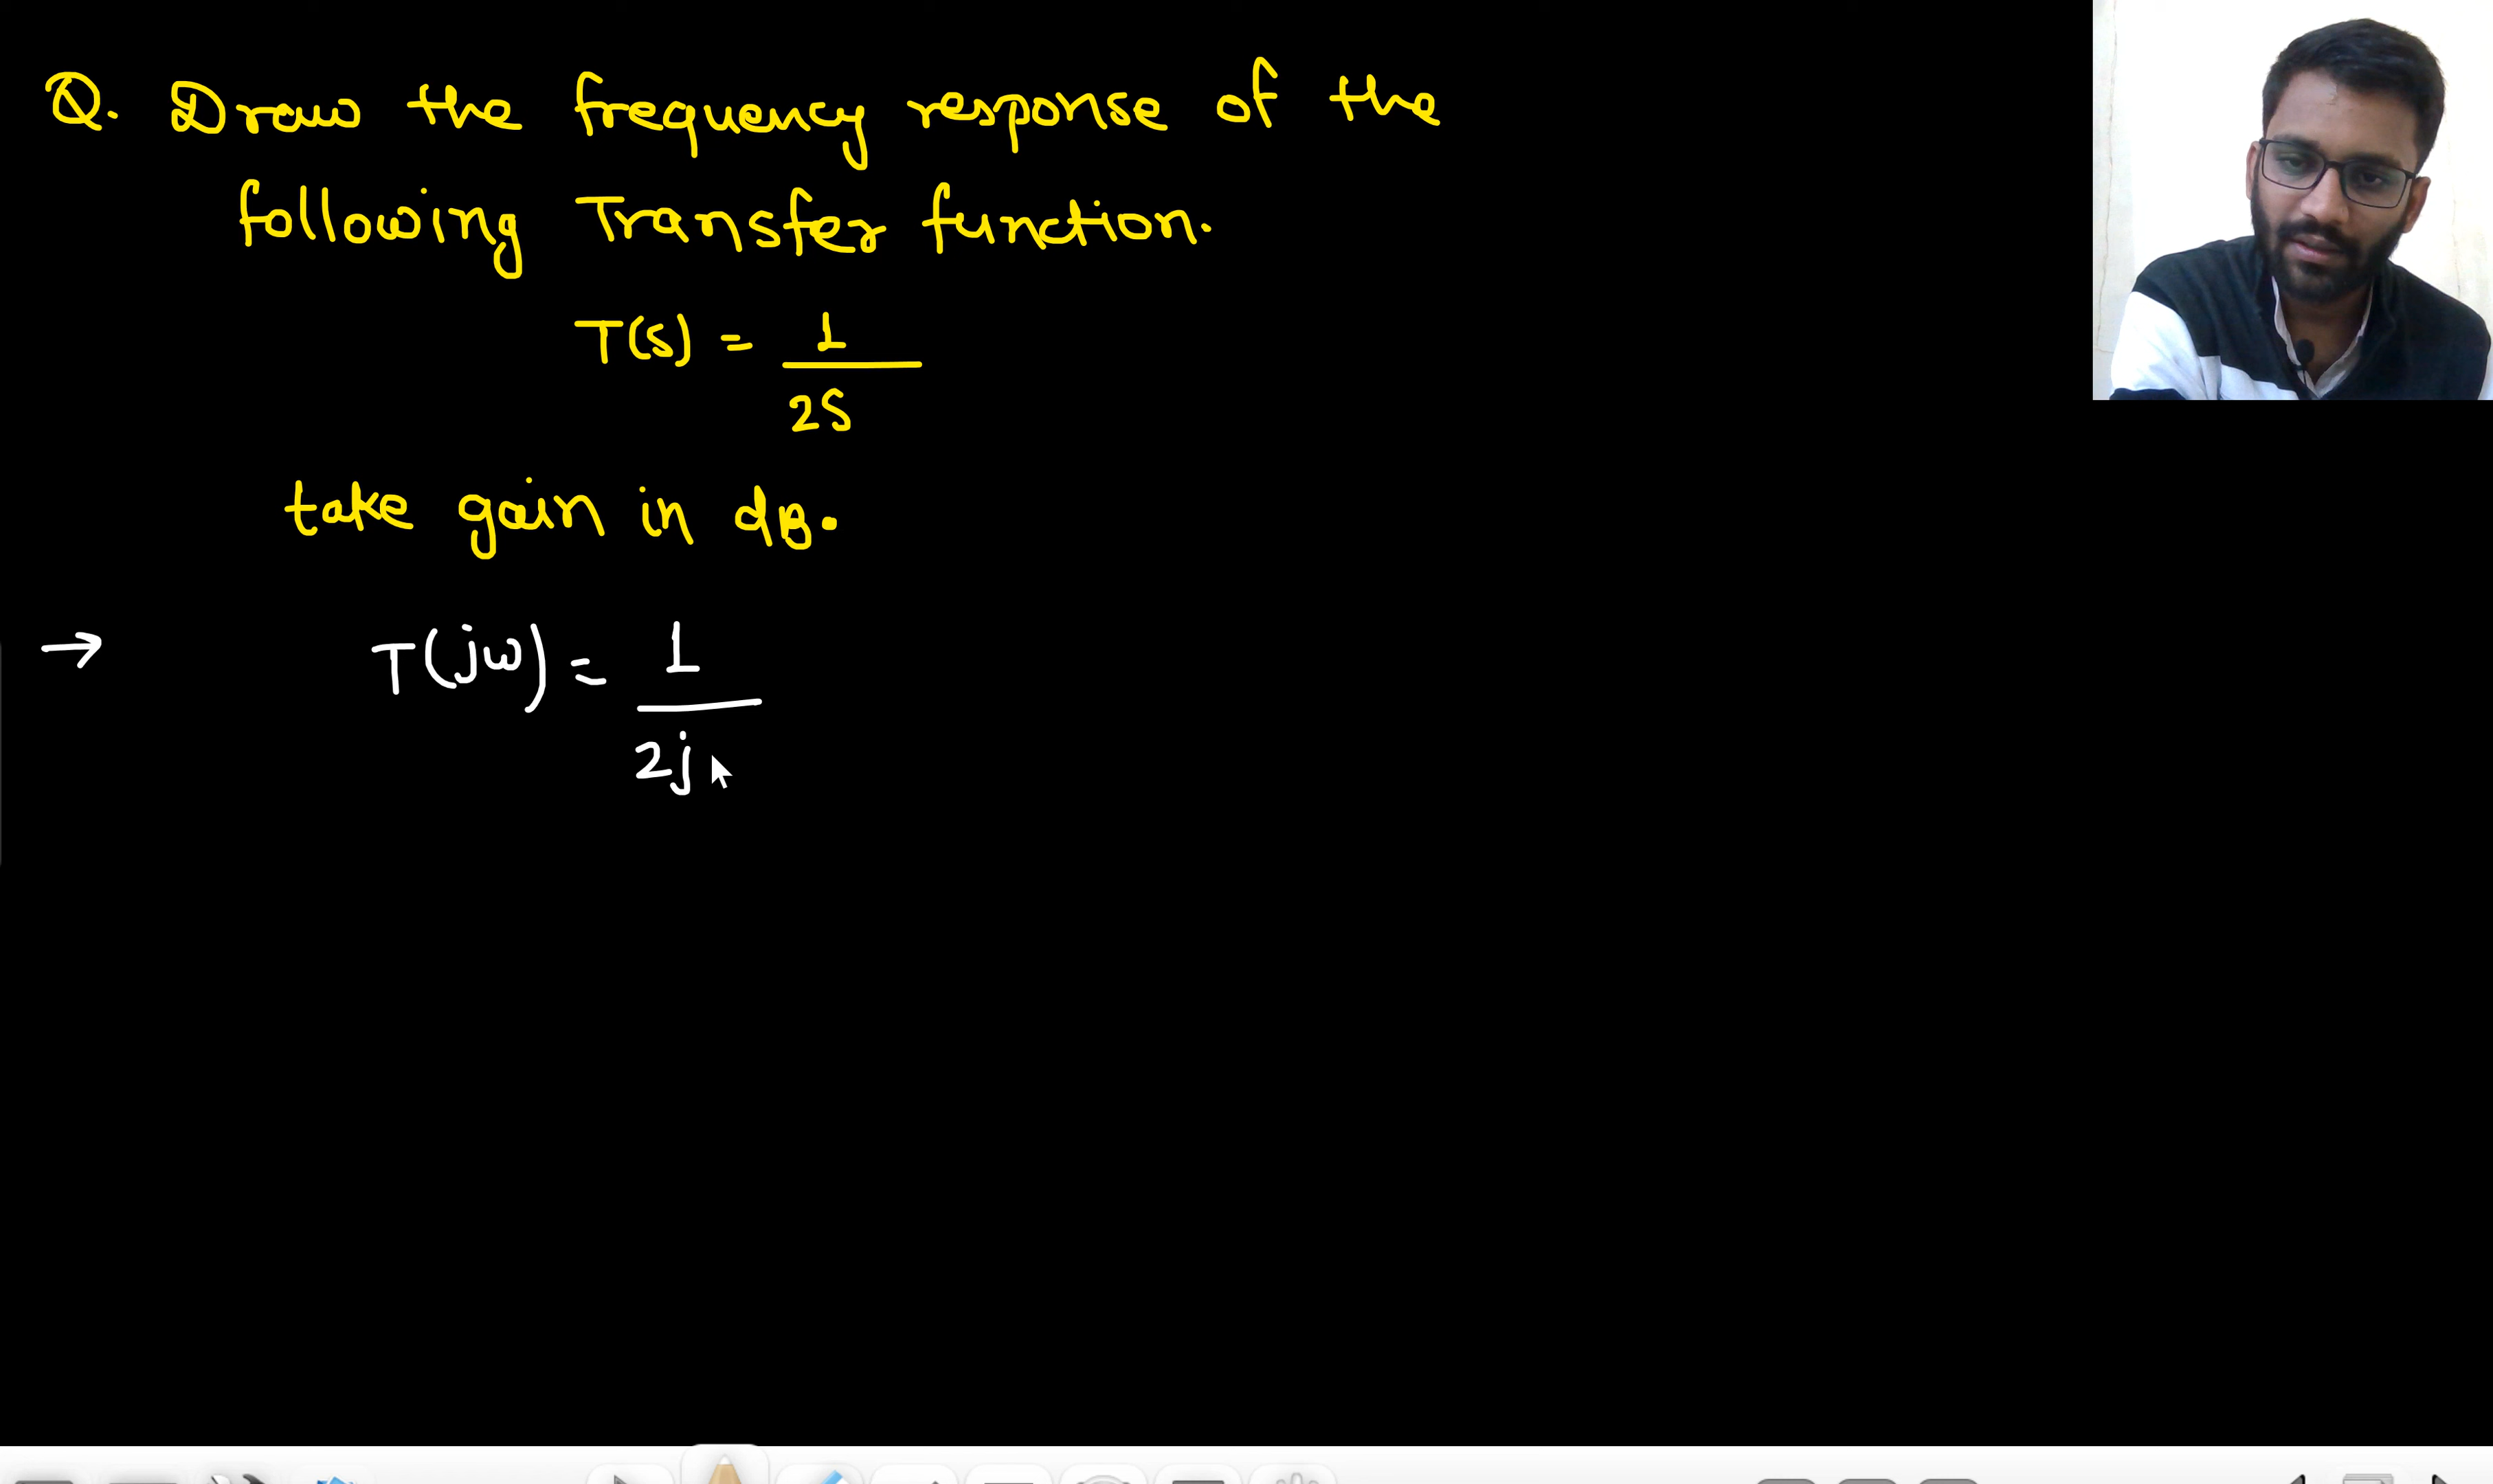 Q. Draw the frequency response of the
following Transfer function.
T(s) = 1/2S
take gain in dB.
→ T(jω) = 1/2j